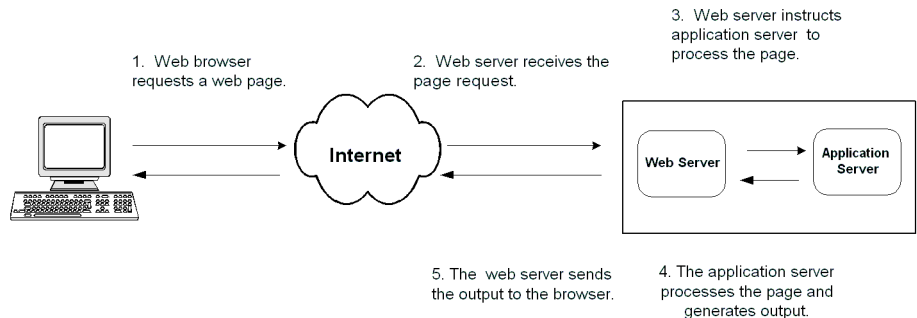 3. Web server instructs
application server to
process the page.
1. Web browser
requests a web page.
2. Web server receives the
page request.
Internet
Web Server
Application
Server
5. The web server sends
the output to the browser.
4. The application server
processes the page and
generates output.